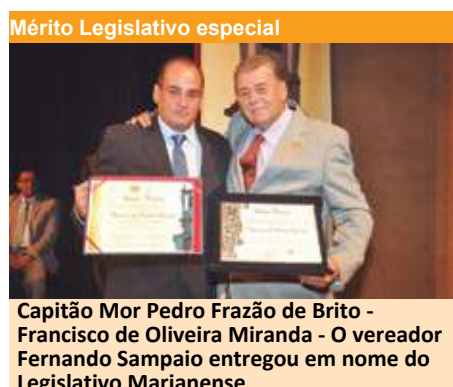 Mérito Legislativo especial
Capitão Mor Pedro Frazão de Brito -
Francisco de Oliveira Miranda - O vereador
Fernando Sampaio entregou em nome do
Legislativo Marianense